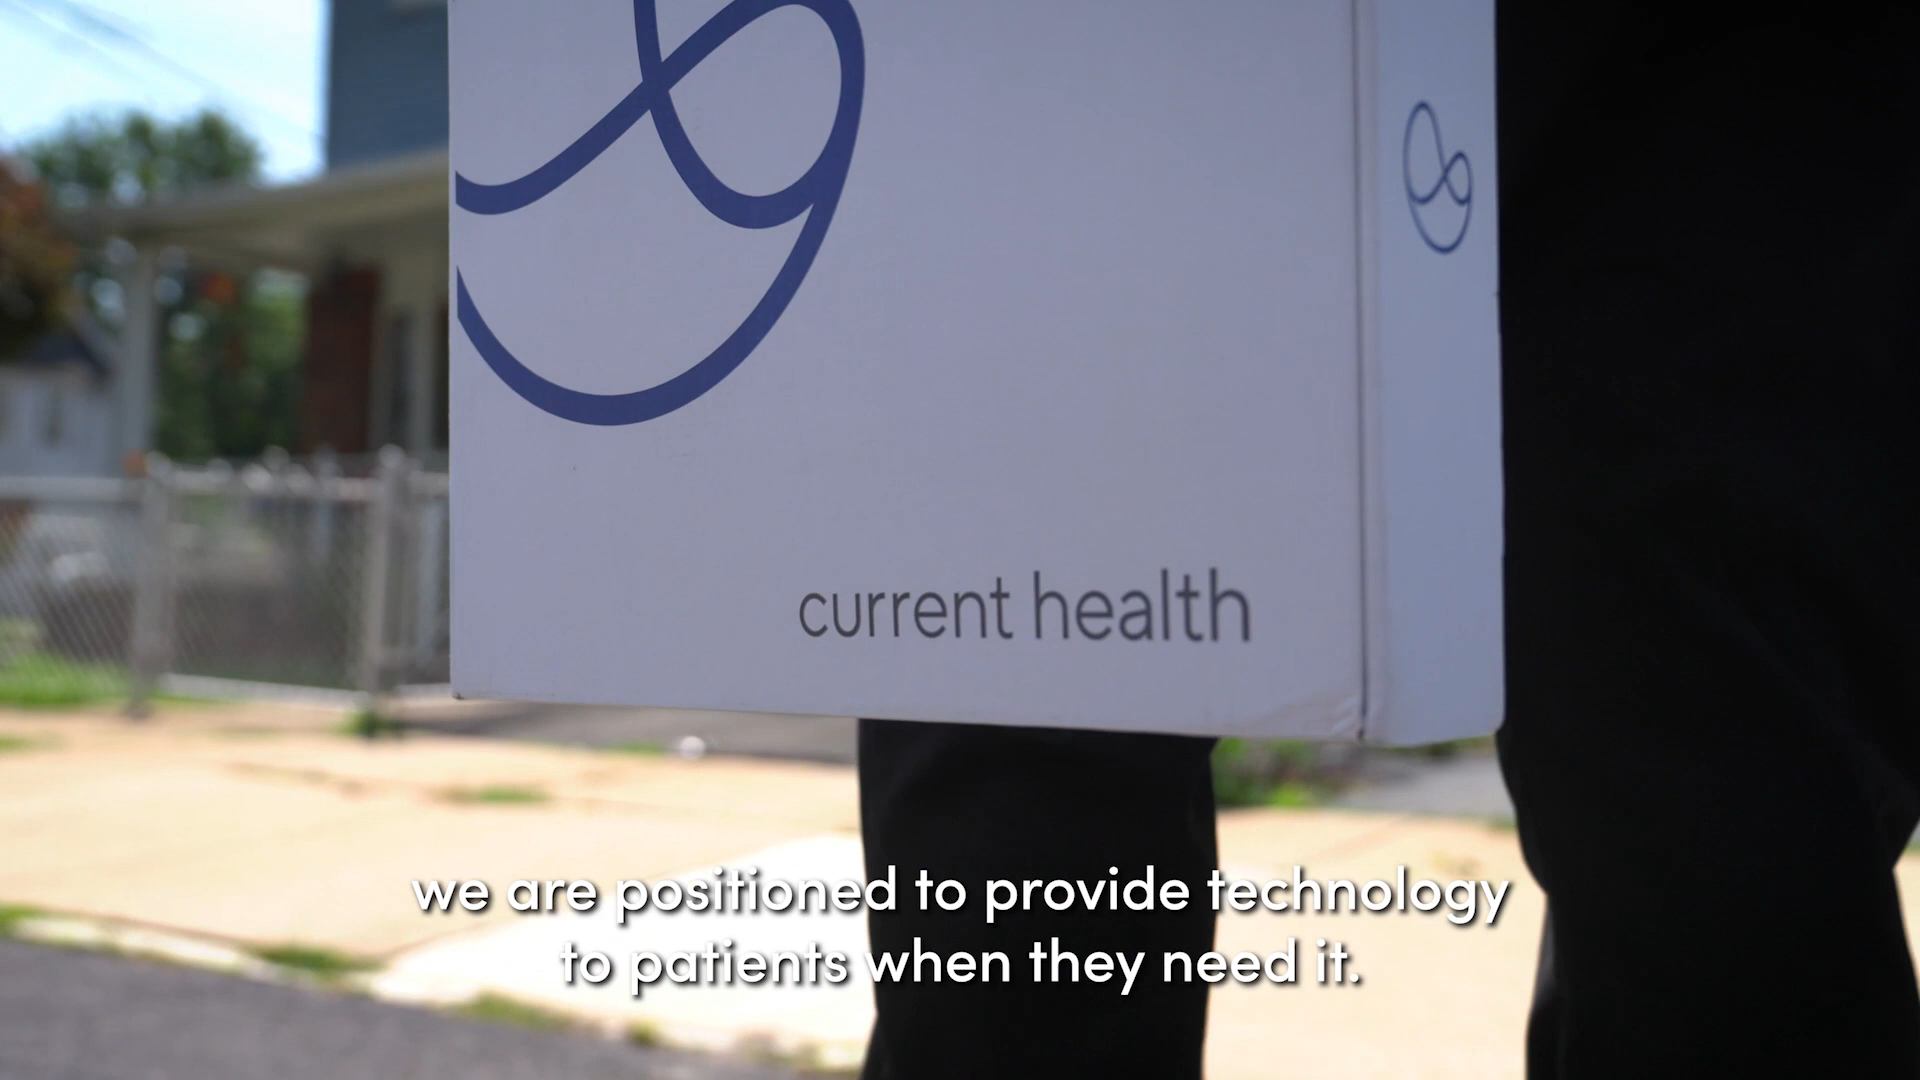 current health
we are positioned to provide technology
to patients when they need it.